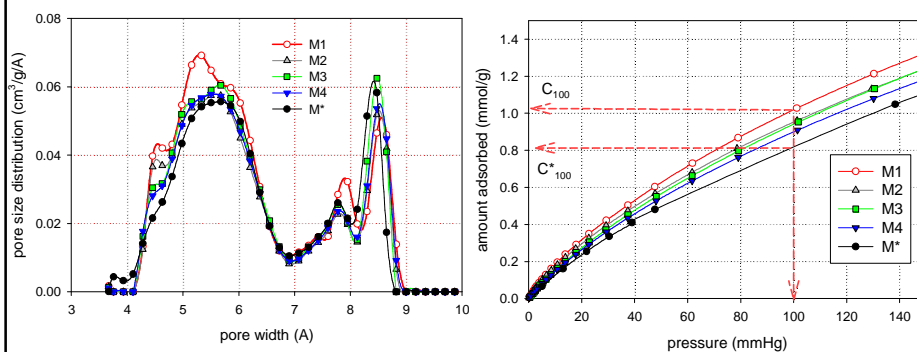 pore size distribution (cm³/g/A)
0.08
0.06
0.04
0.02
0.00
3 4 5 6 7 8 9 10
pore width (A)
M1
M2
M3
M4
M*
amount adsorbed (mmol/g)
1.4
1.2
1.0
0.8
0.6
0.4
0.2
0.0
0 20 40 60 80 100 120 140
pressure (mmHg)
C₁₀₀
C*₁₀₀
M1
M2
M3
M4
M*